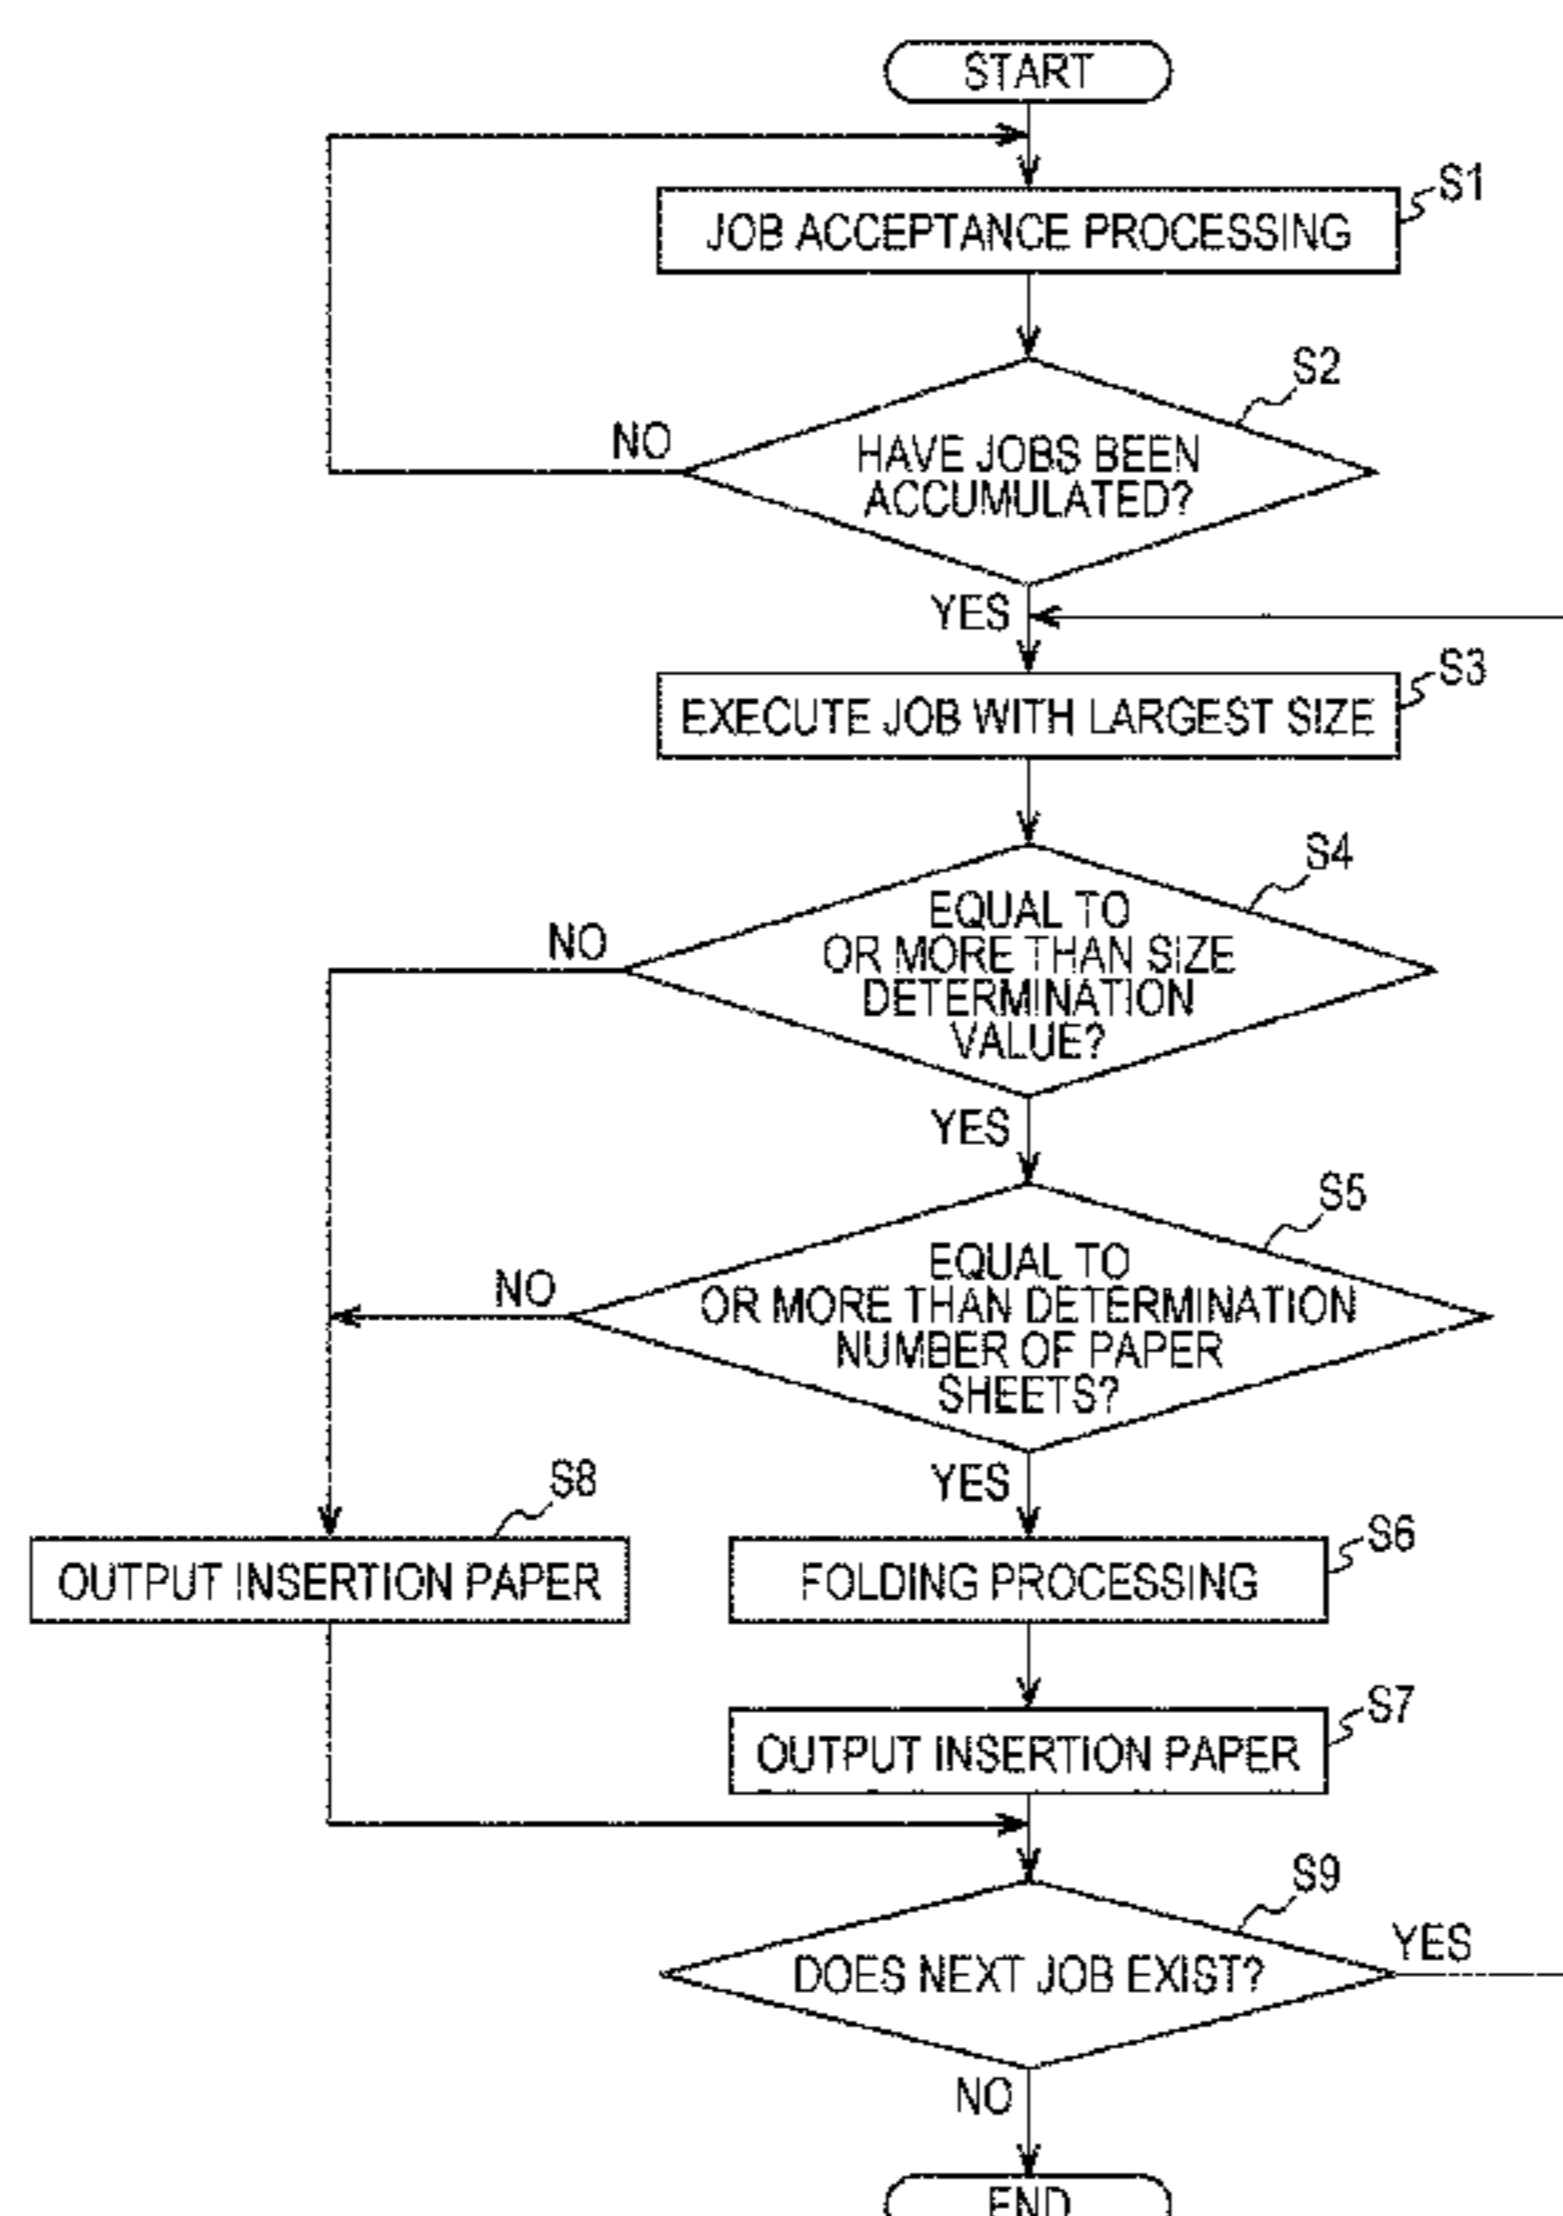 START
S1
JOB ACCEPTANCE PROCESSING
S2
NO
HAVE JOBS BEEN
ACCUMULATED?
YES
S3
EXECUTE JOB WITH LARGEST SIZE
S4
NO
EQUAL TO
OR MORE THAN SIZE
DETERMINATION
VALUE?
YES
S5
NO
EQUAL TO
OR MORE THAN DETERMINATION
NUMBER OF PAPER
SHEETS?
YES
S8
OUTPUT INSERTION PAPER
S6
FOLDING PROCESSING
S7
OUTPUT INSERTION PAPER
S9
DOES NEXT JOB EXIST?
YES
NO
END